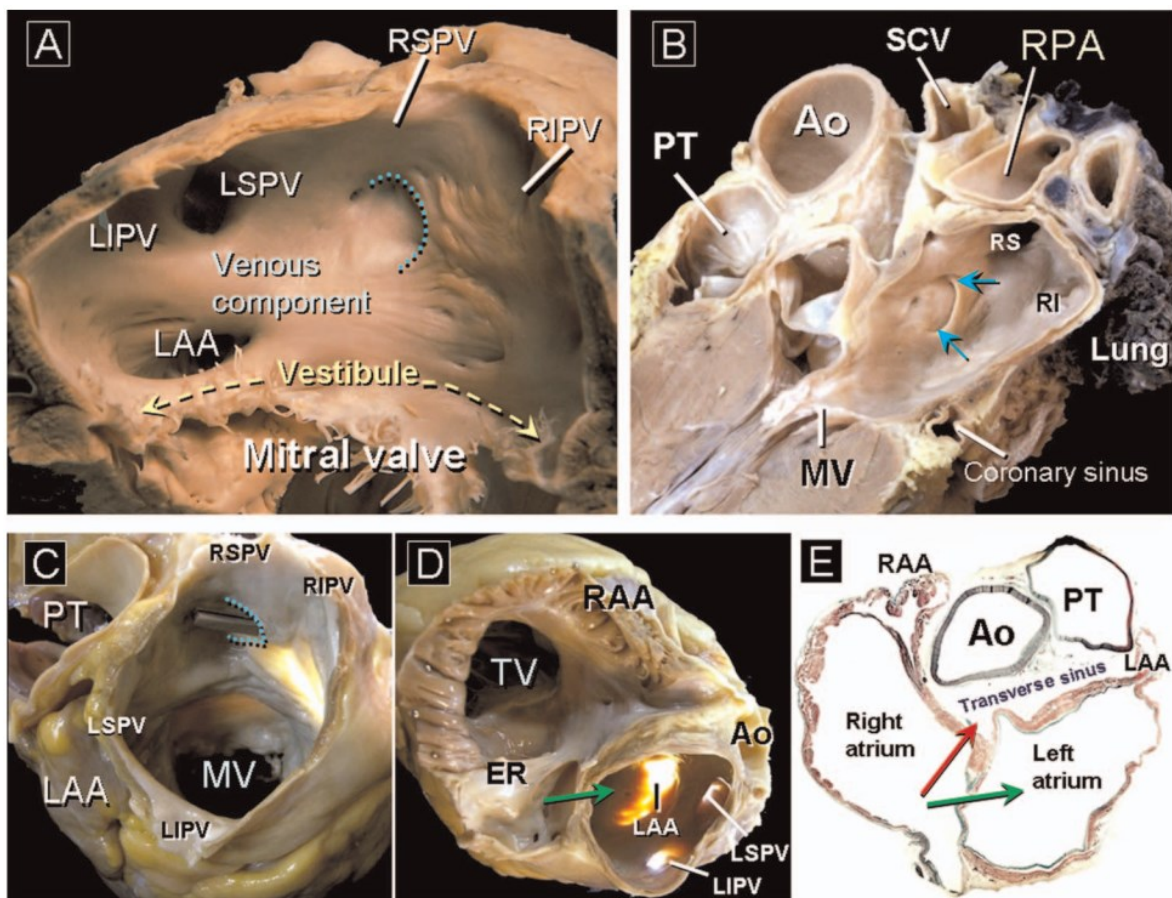 A
RSPV
RIPV
LSPV
LIPV
Venous
component
LAA
Vestibule
Mitral valve
B
SCV
RPA
Ao
PT
RS
RI
Lung
MV
Coronary sinus
C
RSPV
RIPV
PT
LSPV
LAA
MV
LIPV
D
RAA
TV
Ao
ER
LAA
LSPV
LIPV
E
RAA
PT
Ao
LAA
Transverse sinus
Right
atrium
Left
atrium